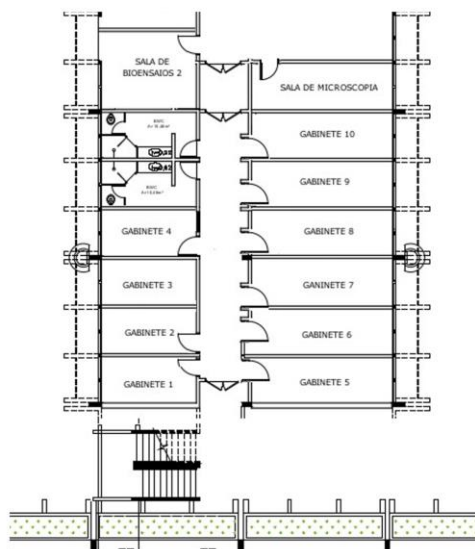 SALA DE
BIOENSAIOS 2
SALA DE MICROSCOPIA
GABINETE 10
GABINETE 9
GABINETE 4
GABINETE 8
GABINETE 3
GANINETE 7
GABINETE 2
GABINETE 6
GABINETE 1
GABINETE 5